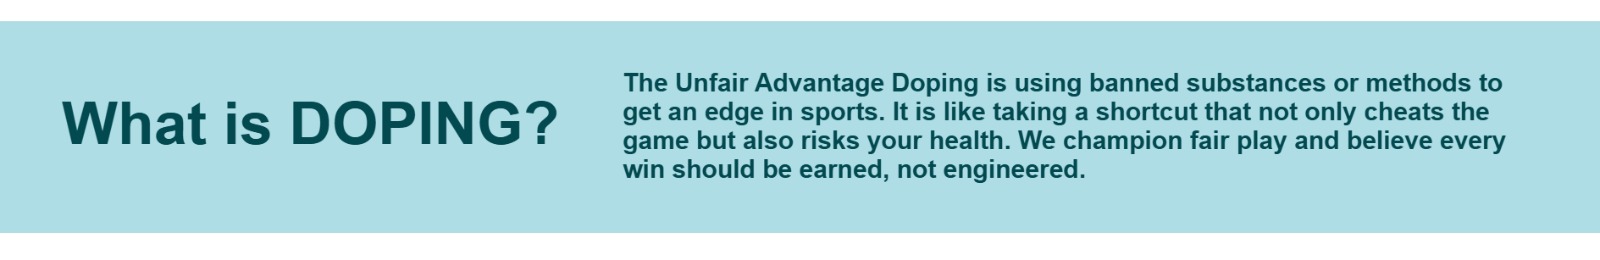 What is DOPING?
The Unfair Advantage Doping is using banned substances or methods to
get an edge in sports. It is like taking a shortcut that not only cheats the
game but also risks your health. We champion fair play and believe every
win should be earned, not engineered.